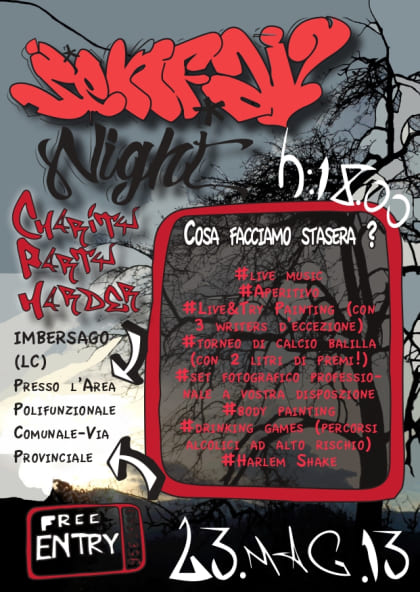 Night
h:18.00
Charity
Party
Harder
Cosa facciamo stasera ?
#live music
#Aperitivo
#Live&Try Painting (con
3 writers d'eccezione)
#torneo di calcio balilla
(con 2 litri di premi!)
#set fotografico professio-
nale a vostra disposzione
#body painting
#drinking games (percorsi
alcolici ad alto rischio)
#Harlem Shake
IMBERSAGO
(LC)
Presso l'Area
Polifunzionale
Comunale-Via
Provinciale
FREE
ENTRY
23.MAG.13